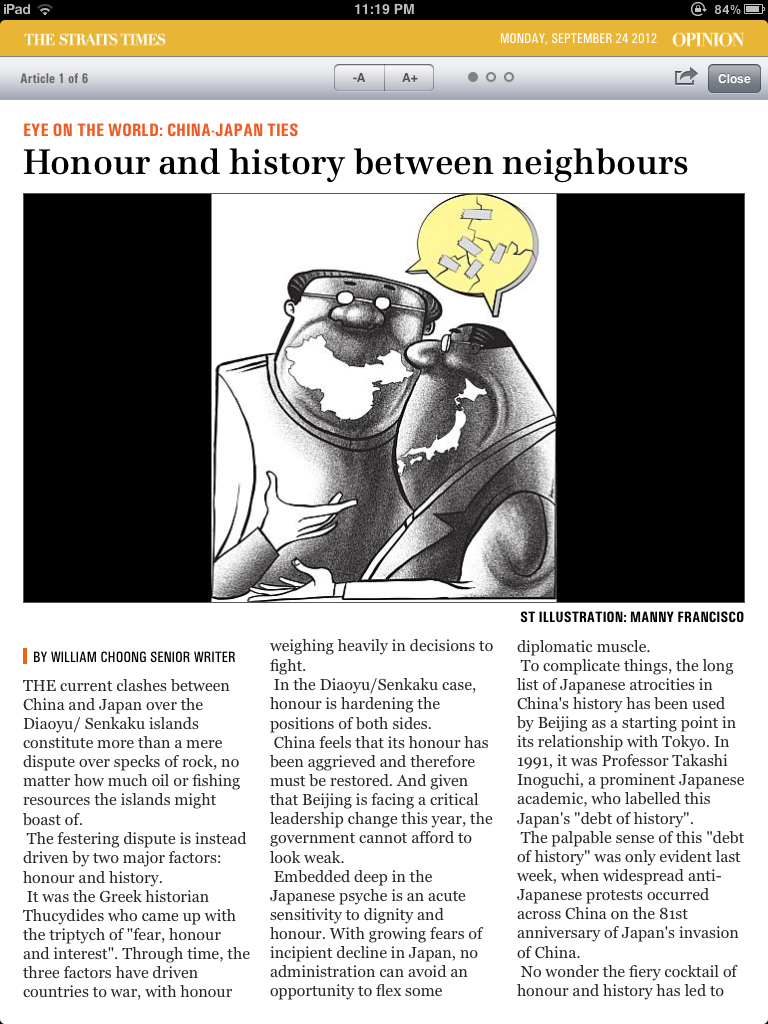 iPad 11:19 PM 84%
THE STRAITS TIMES MONDAY, SEPTEMBER 24 2012 OPINION
Article 1 of 6 -A A+ Close
EYE ON THE WORLD: CHINA-JAPAN TIES
Honour and history between neighbours
ST ILLUSTRATION: MANNY FRANCISCO
BY WILLIAM CHOONG SENIOR WRITER
THE current clashes between
China and Japan over the
Diaoyu/ Senkaku islands
constitute more than a mere
dispute over specks of rock, no
matter how much oil or fishing
resources the islands might
boast of.
The festering dispute is instead
driven by two major factors:
honour and history.
It was the Greek historian
Thucydides who came up with
the triptych of "fear, honour
and interest". Through time, the
three factors have driven
countries to war, with honour
weighing heavily in decisions to
fight.
In the Diaoyu/Senkaku case,
honour is hardening the
positions of both sides.
China feels that its honour has
been aggrieved and therefore
must be restored. And given
that Beijing is facing a critical
leadership change this year, the
government cannot afford to
look weak.
Embedded deep in the
Japanese psyche is an acute
sensitivity to dignity and
honour. With growing fears of
incipient decline in Japan, no
administration can avoid an
opportunity to flex some
diplomatic muscle.
To complicate things, the long
list of Japanese atrocities in
China's history has been used
by Beijing as a starting point in
its relationship with Tokyo. In
1991, it was Professor Takashi
Inoguchi, a prominent Japanese
academic, who labelled this
Japan's "debt of history".
The palpable sense of this "debt
of history" was only evident last
week, when widespread anti-
Japanese protests occurred
across China on the 81st
anniversary of Japan's invasion
of China.
No wonder the fiery cocktail of
honour and history has led to